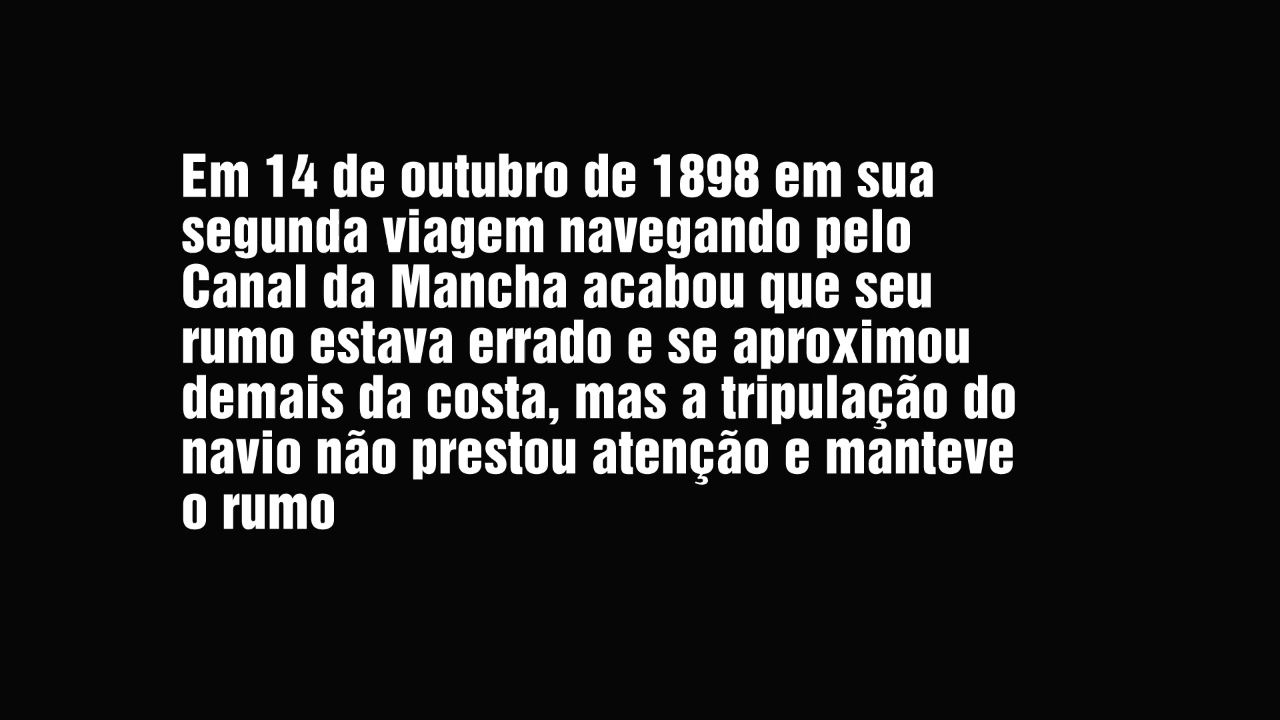 Em 14 de outubro de 1898 em sua
segunda viagem navegando pelo
Canal da Mancha acabou que seu
rumo estava errado e se aproximou
demais da costa, mas a tripulação do
navio não prestou atenção e manteve
o rumo